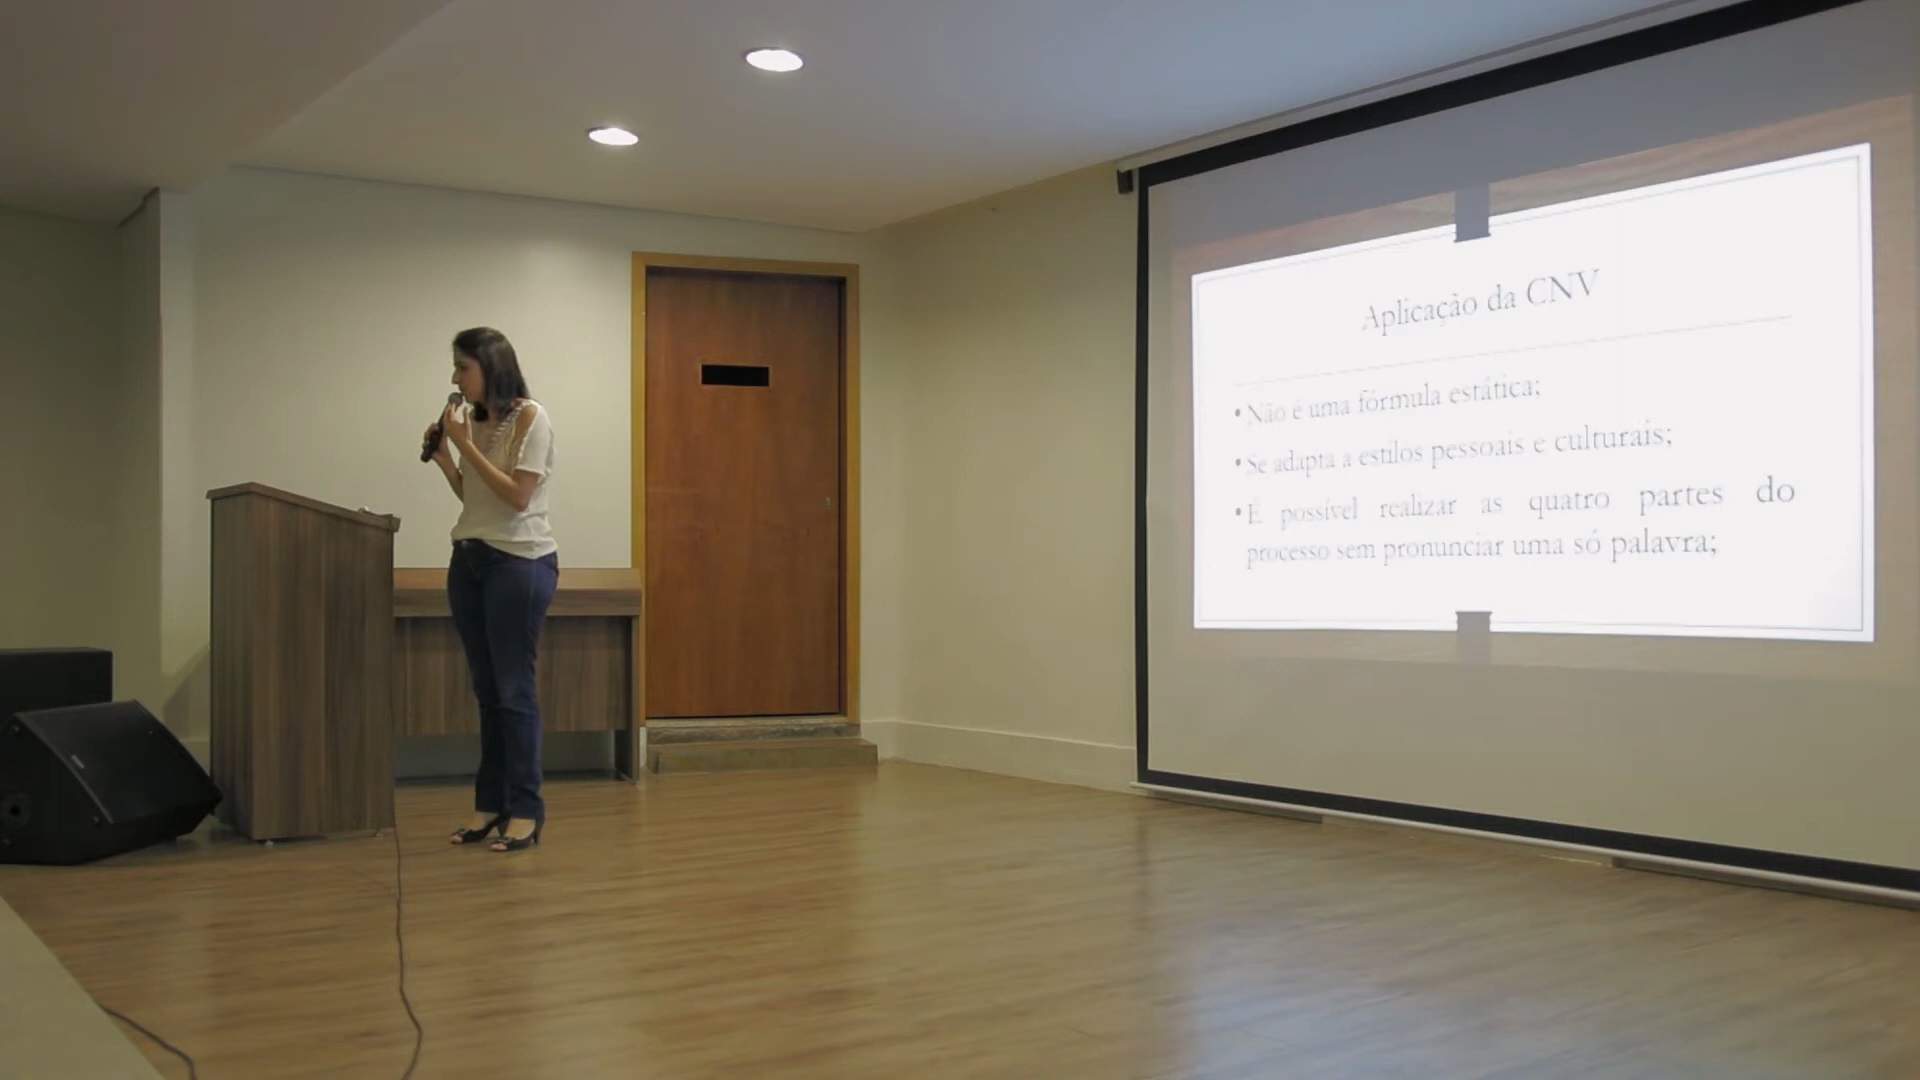 Aplicação da CNV
• Não é uma fórmula estática;
• Se adapta a estilos pessoais e culturais;
• É possível realizar as quatro partes do
processo sem pronunciar uma só palavra;